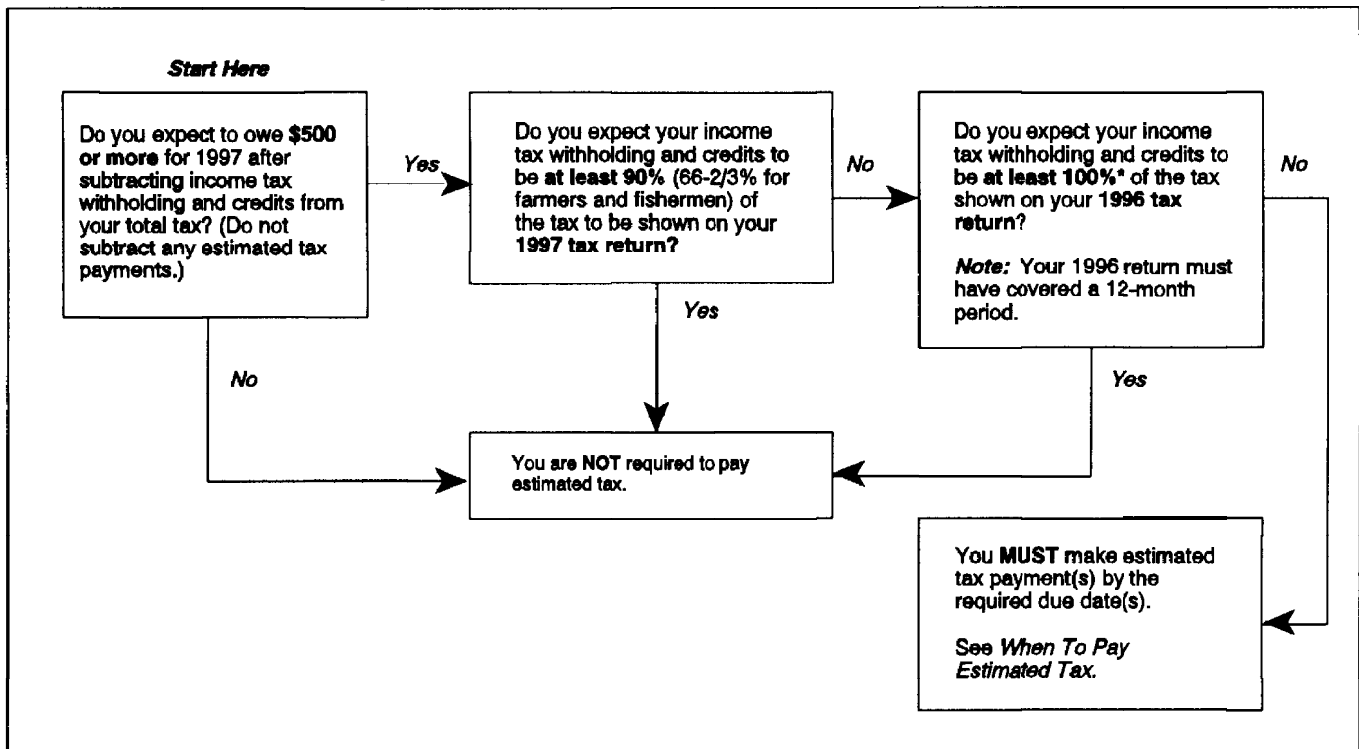 Start Here
Do you expect to owe $500
or more for 1997 after
subtracting income tax
withholding and credits from
your total tax? (Do not
subtract any estimated tax
payments.)
Yes
Do you expect your income
tax withholding and credits to
be at least 90% (66-2/3% for
farmers and fishermen) of
the tax to be shown on your
1997 tax return?
No
Do you expect your income
tax withholding and credits to
be at least 100%* of the tax
shown on your 1996 tax
return?
Note: Your 1996 return must
have covered a 12-month
period.
No
No
Yes
Yes
You are NOT required to pay
estimated tax.
You MUST make estimated
tax payment(s) by the
required due date(s).
See When To Pay
Estimated Tax.